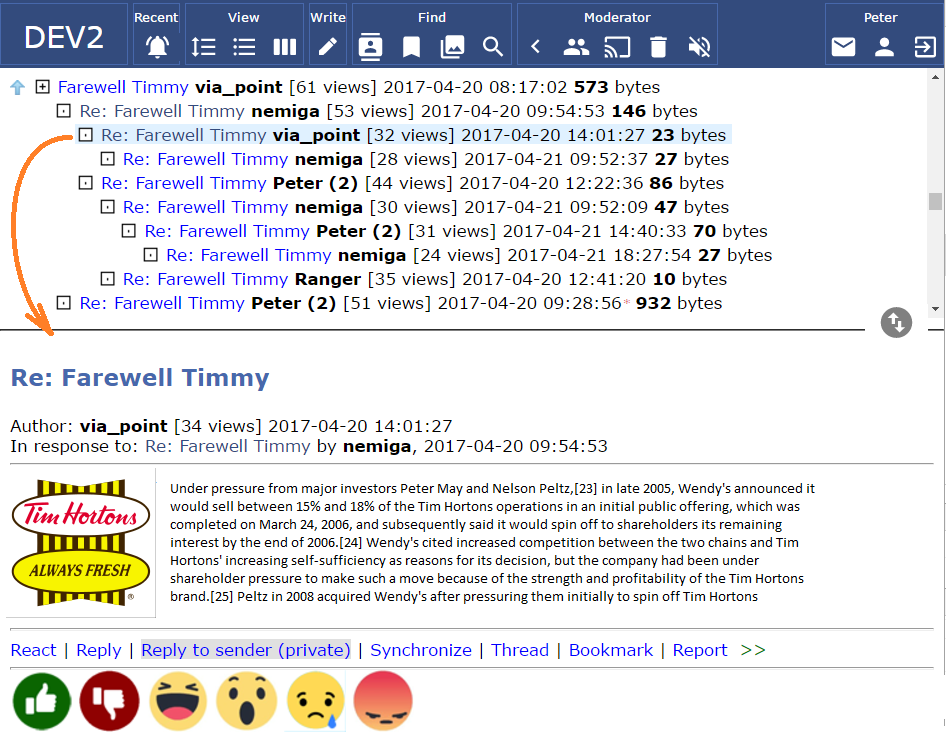 DEV2
Recent
View
Write
Find
Moderator
Peter
Farewell Timmy via_point [61 views] 2017-04-20 08:17:02 573 bytes
Re: Farewell Timmy nemiga [53 views] 2017-04-20 09:54:53 146 bytes
Re: Farewell Timmy via_point [32 views] 2017-04-20 14:01:27 23 bytes
Re: Farewell Timmy nemiga [28 views] 2017-04-21 09:52:37 27 bytes
Re: Farewell Timmy Peter (2) [44 views] 2017-04-20 12:22:36 86 bytes
Re: Farewell Timmy nemiga [30 views] 2017-04-21 09:52:09 47 bytes
Re: Farewell Timmy Peter (2) [31 views] 2017-04-21 14:40:33 70 bytes
Re: Farewell Timmy nemiga [24 views] 2017-04-21 18:27:54 27 bytes
Re: Farewell Timmy Ranger [35 views] 2017-04-20 12:41:20 10 bytes
Re: Farewell Timmy Peter (2) [51 views] 2017-04-20 09:28:56* 932 bytes
Re: Farewell Timmy
Author: via_point [34 views] 2017-04-20 14:01:27
In response to: Re: Farewell Timmy by nemiga, 2017-04-20 09:54:53
Tim Hortons
ALWAYS FRESH
®
Under pressure from major investors Peter May and Nelson Peltz,[23] in late 2005, Wendy's announced it
would sell between 15% and 18% of the Tim Hortons operations in an initial public offering, which was
completed on March 24, 2006, and subsequently said it would spin off to shareholders its remaining
interest by the end of 2006.[24] Wendy's cited increased competition between the two chains and Tim
Hortons' increasing self-sufficiency as reasons for its decision, but the company had been under
shareholder pressure to make such a move because of the strength and profitability of the Tim Hortons
brand.[25] Peltz in 2008 acquired Wendy's after pressuring them initially to spin off Tim Hortons
React | Reply | Reply to sender (private) | Synchronize | Thread | Bookmark | Report >>